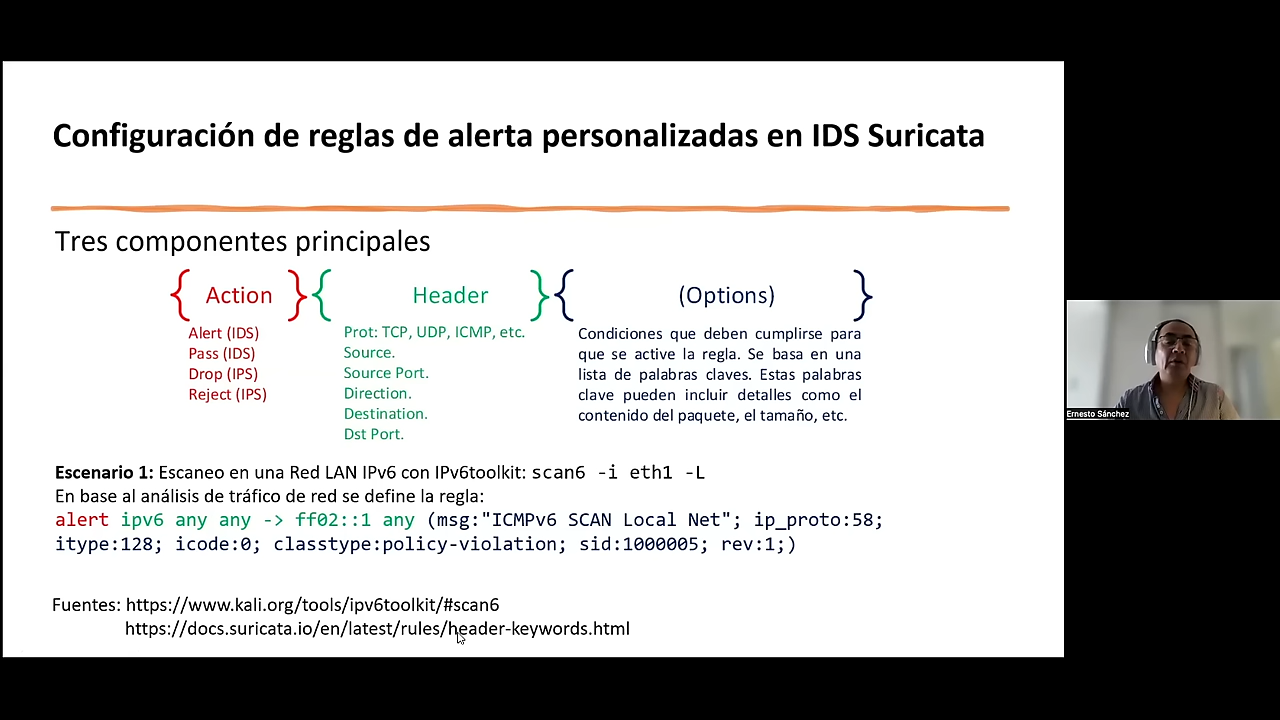 Configuración de reglas de alerta personalizadas en IDS Suricata
Tres componentes principales
{ Action } { Header } { (Options) }
Alert (IDS)
Pass (IDS)
Drop (IPS)
Reject (IPS)
Prot: TCP, UDP, ICMP, etc.
Source.
Source Port.
Direction.
Destination.
Dst Port.
Condiciones que deben cumplirse para
que se active la regla. Se basa en una
lista de palabras claves. Estas palabras
clave pueden incluir detalles como el
contenido del paquete, el tamaño, etc.
Escenario 1: Escaneo en una Red LAN IPv6 con IPv6toolkit: scan6 -i eth1 -L
En base al análisis de tráfico de red se define la regla:
alert ipv6 any any -> ff02::1 any (msg:"ICMPv6 SCAN Local Net"; ip_proto:58;
itype:128; icode:0; classtype:policy-violation; sid:1000005; rev:1;)
Fuentes: https://www.kali.org/tools/ipv6toolkit/#scan6
https://docs.suricata.io/en/latest/rules/header-keywords.html
Ernesto Sánchez